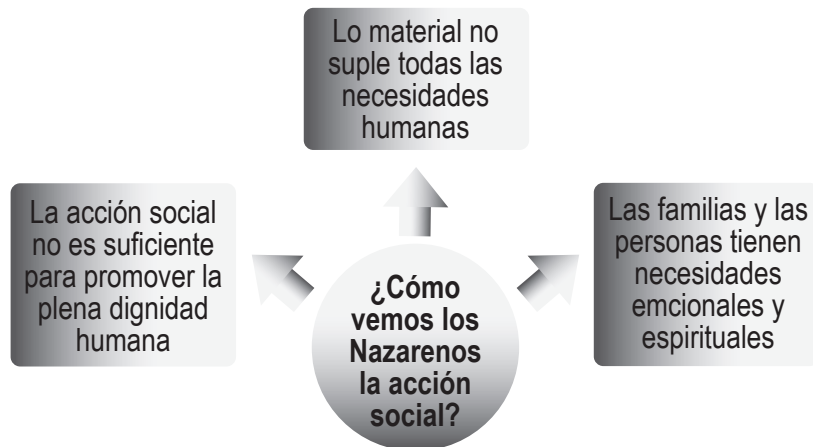 Lo material no
suple todas las
necesidades
humanas
La acción social
no es suficiente
para promover la
plena dignidad
humana
Las familias y las
personas tienen
necesidades
emcionales y
espirituales
¿Cómo
vemos los
Nazarenos
la acción
social?